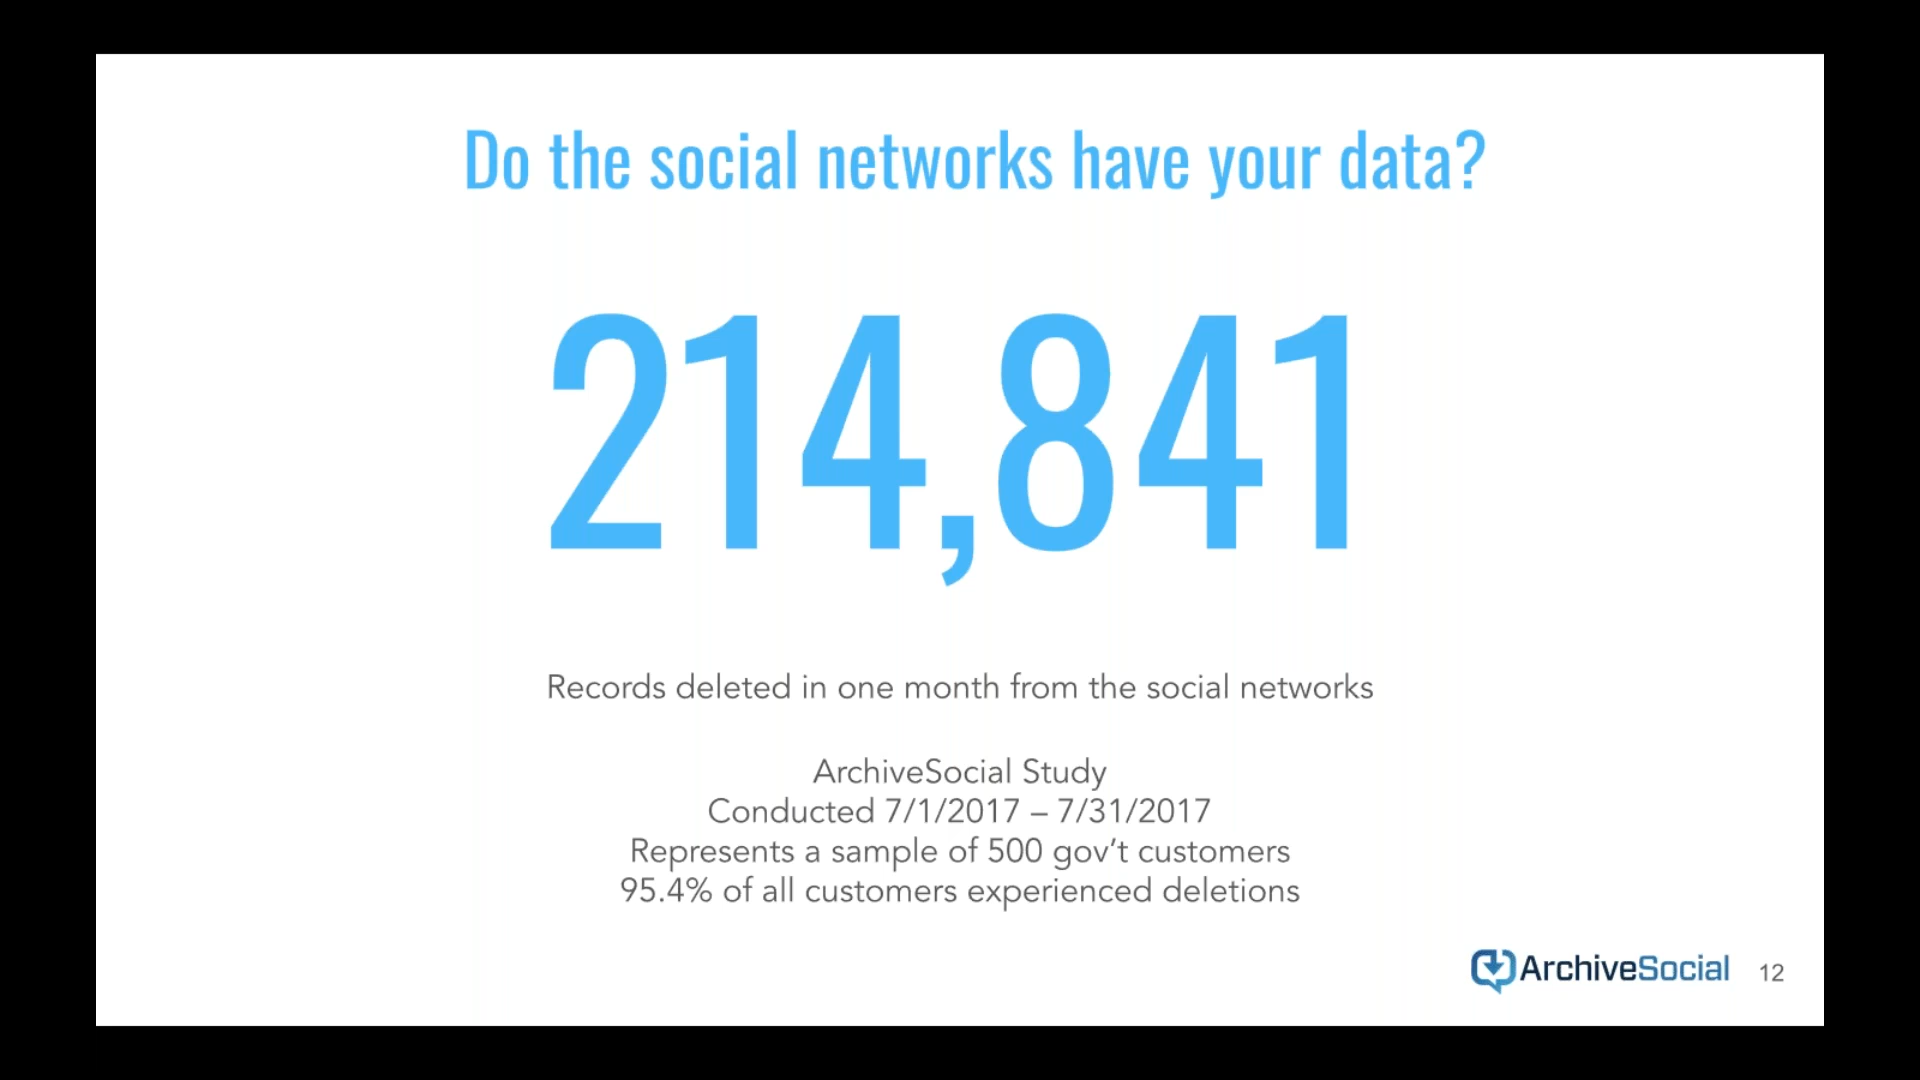 Do the social networks have your data?
214,841
Records deleted in one month from the social networks
ArchiveSocial Study
Conducted 7/1/2017 – 7/31/2017
Represents a sample of 500 gov’t customers
95.4% of all customers experienced deletions
ArchiveSocial
12